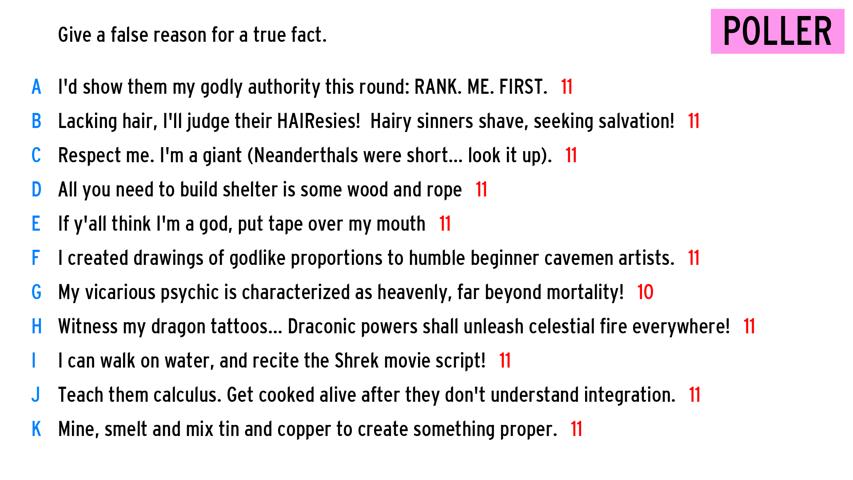 Give a false reason for a true fact.
POLLER
A I'd show them my godly authority this round: RANK. ME. FIRST. 11
B Lacking hair, I'll judge their HAIResies! Hairy sinners shave, seeking salvation! 11
C Respect me. I'm a giant (Neanderthals were short... look it up). 11
D All you need to build shelter is some wood and rope 11
E If y'all think I'm a god, put tape over my mouth 11
F I created drawings of godlike proportions to humble beginner cavemen artists. 11
G My vicarious psychic is characterized as heavenly, far beyond mortality! 10
H Witness my dragon tattoos... Draconic powers shall unleash celestial fire everywhere! 11
I I can walk on water, and recite the Shrek movie script! 11
J Teach them calculus. Get cooked alive after they don't understand integration. 11
K Mine, smelt and mix tin and copper to create something proper. 11